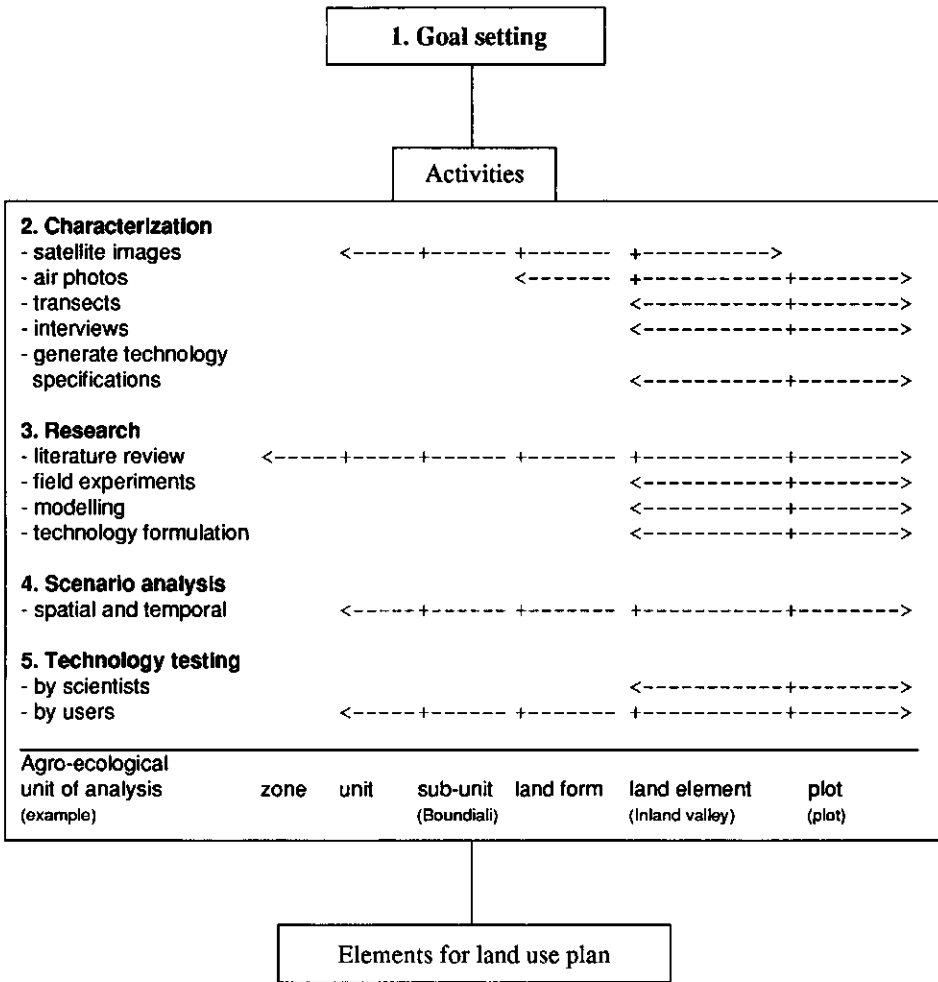 1. Goal setting
Activities
2. Characterization
- satellite images <-----+------+------- +----------->
- air photos <------- +------------+-------->
- transects <------------+-------->
- interviews <------------+-------->
- generate technology
specifications <------------+-------->
3. Research
- literature review <-----+-----+------+------- +------------+-------->
- field experiments <------------+-------->
- modelling <------------+-------->
- technology formulation <------------+-------->
4. Scenario analysis
- spatial and temporal <-----+------+------- +------------+-------->
5. Technology testing
- by scientists <------------+-------->
- by users <-----+------+------- +------------+-------->
Agro-ecological
unit of analysis zone unit sub-unit land form land element plot
(example) (Boundiali) (Inland valley) (plot)
Elements for land use plan